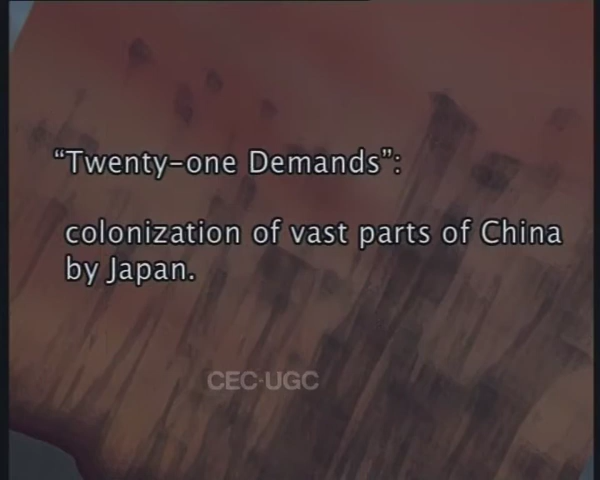 “Twenty-one Demands”:
colonization of vast parts of China
by Japan.
CEC-UGC